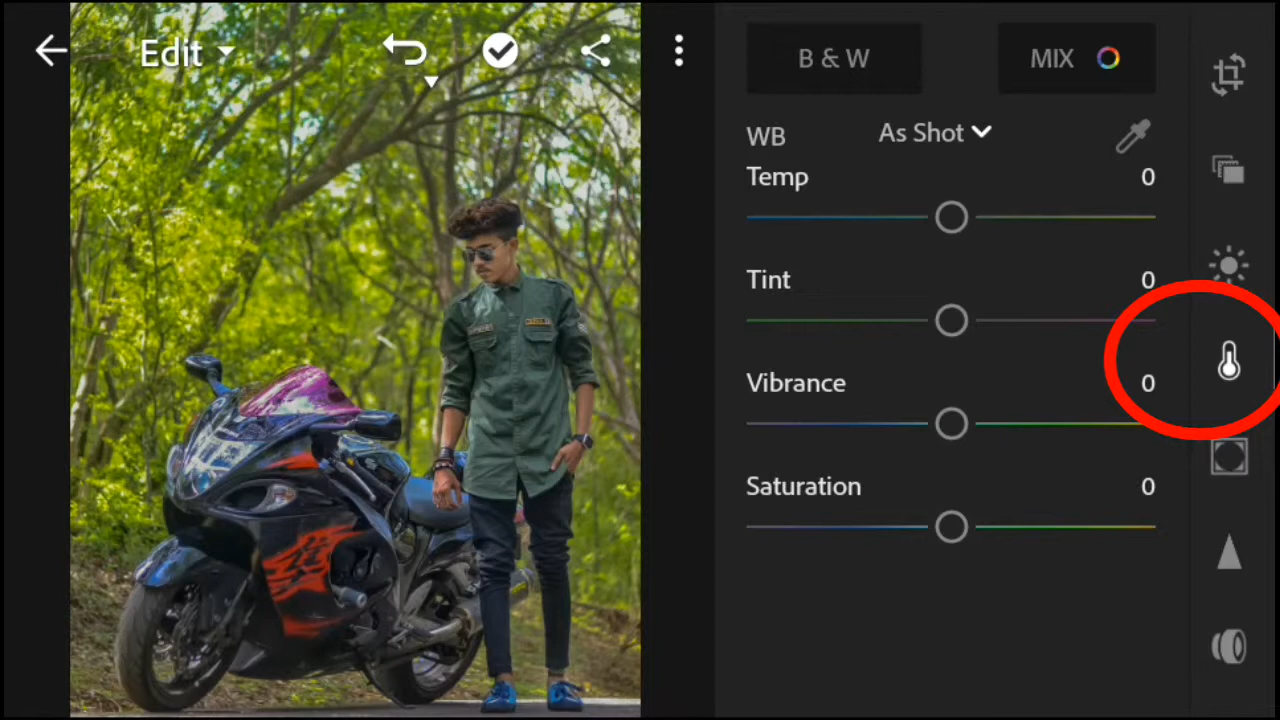 Edit
B & W
MIX
WB
As Shot
Temp
0
Tint
0
Vibrance
0
Saturation
0